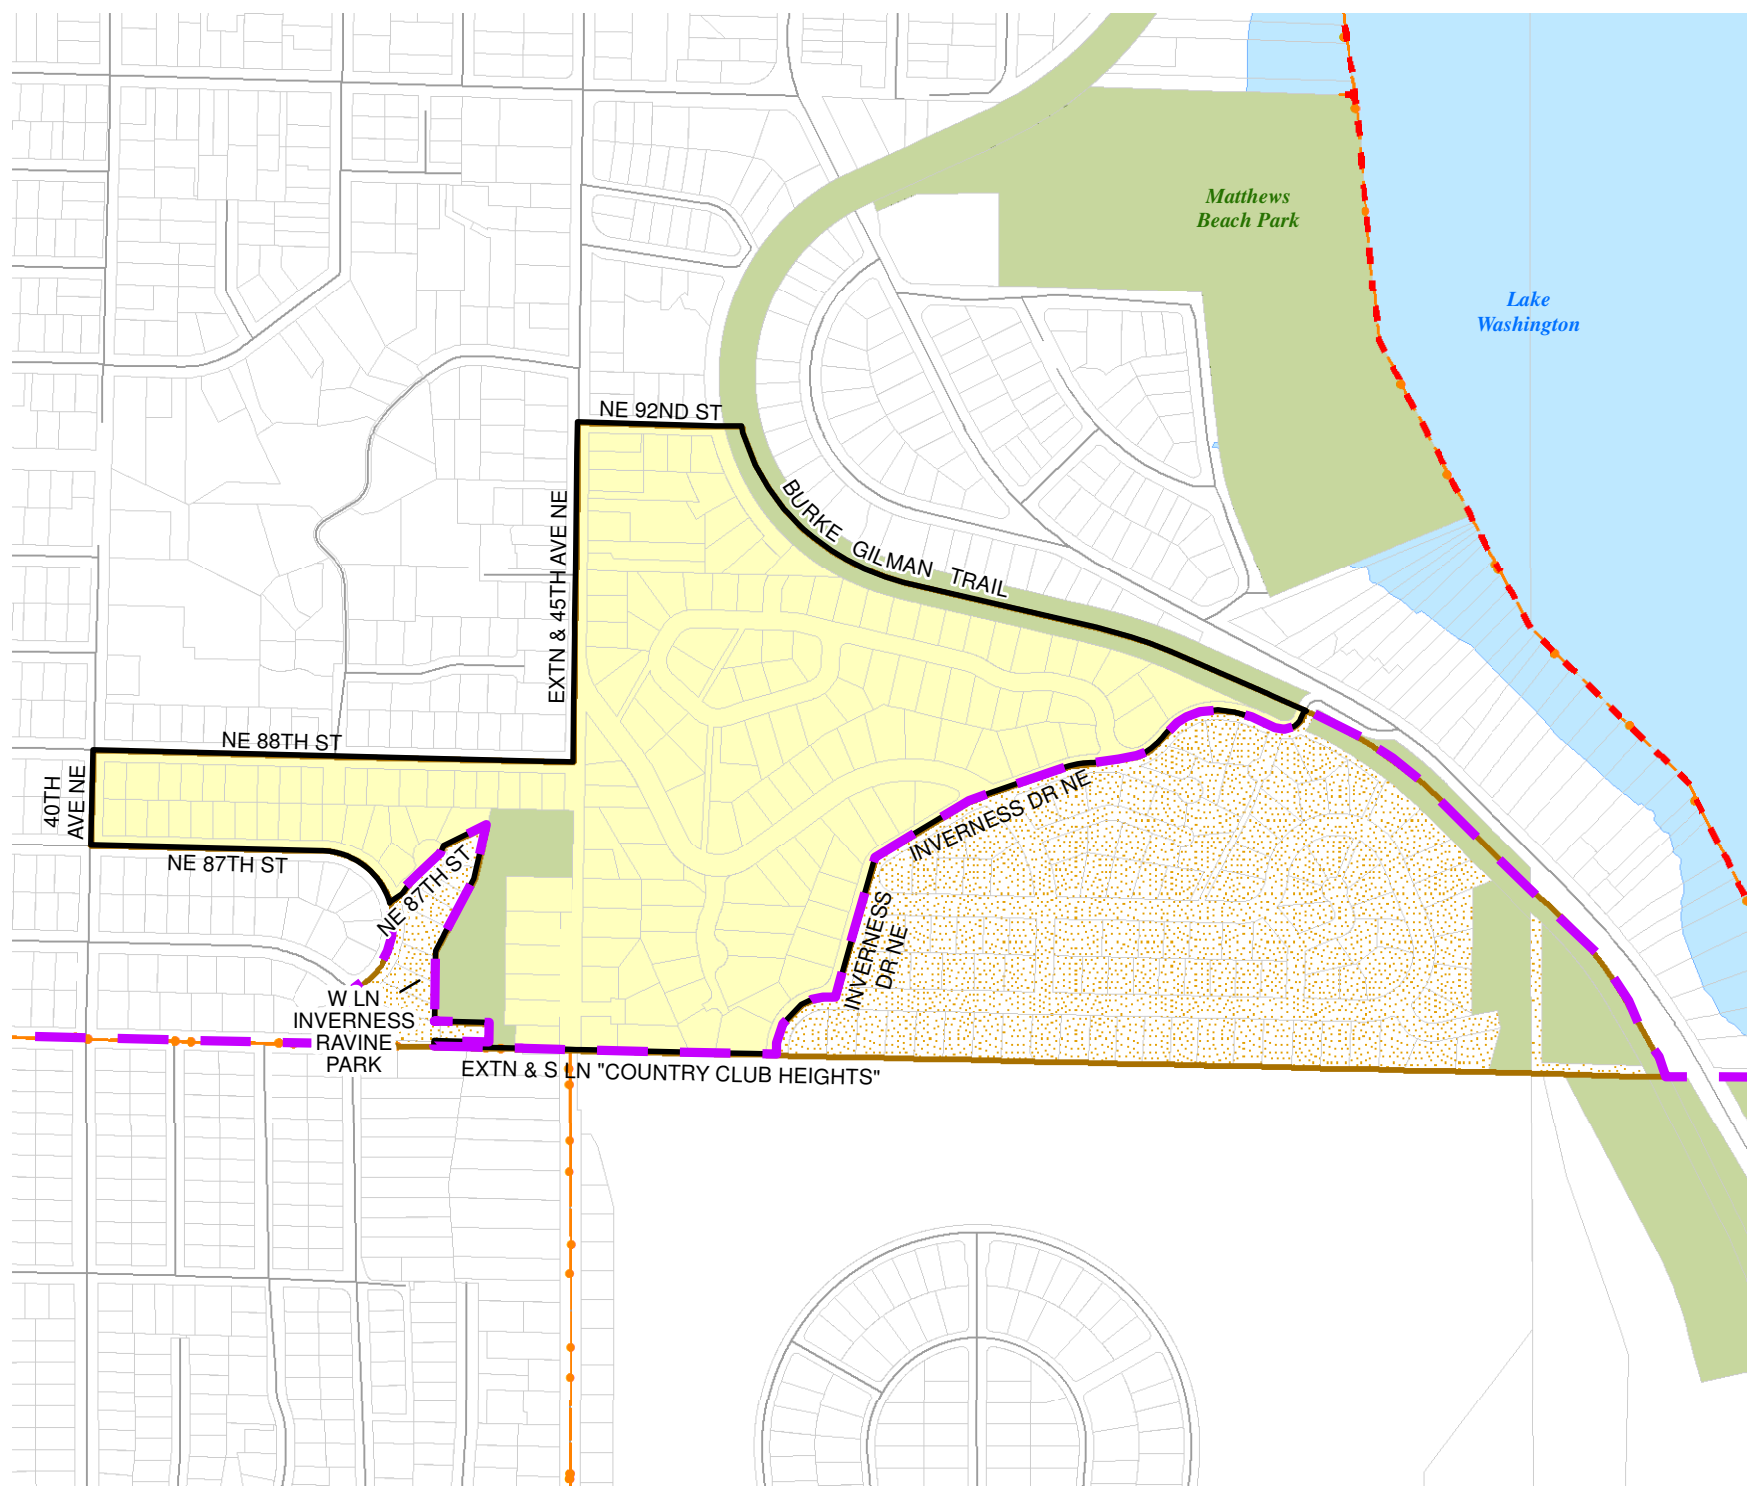 Matthews
Beach Park
Lake
Washington
NE 92ND ST
BURKE GILMAN TRAIL
EXTN & 45TH AVE NE
NE 88TH ST
40TH
AVE NE
NE 87TH ST
NE 87TH ST
INVERNESS DR NE
INVERNESS
DR NE
W LN
INVERNESS
RAVINE
PARK
EXTN & S LN "COUNTRY CLUB HEIGHTS"